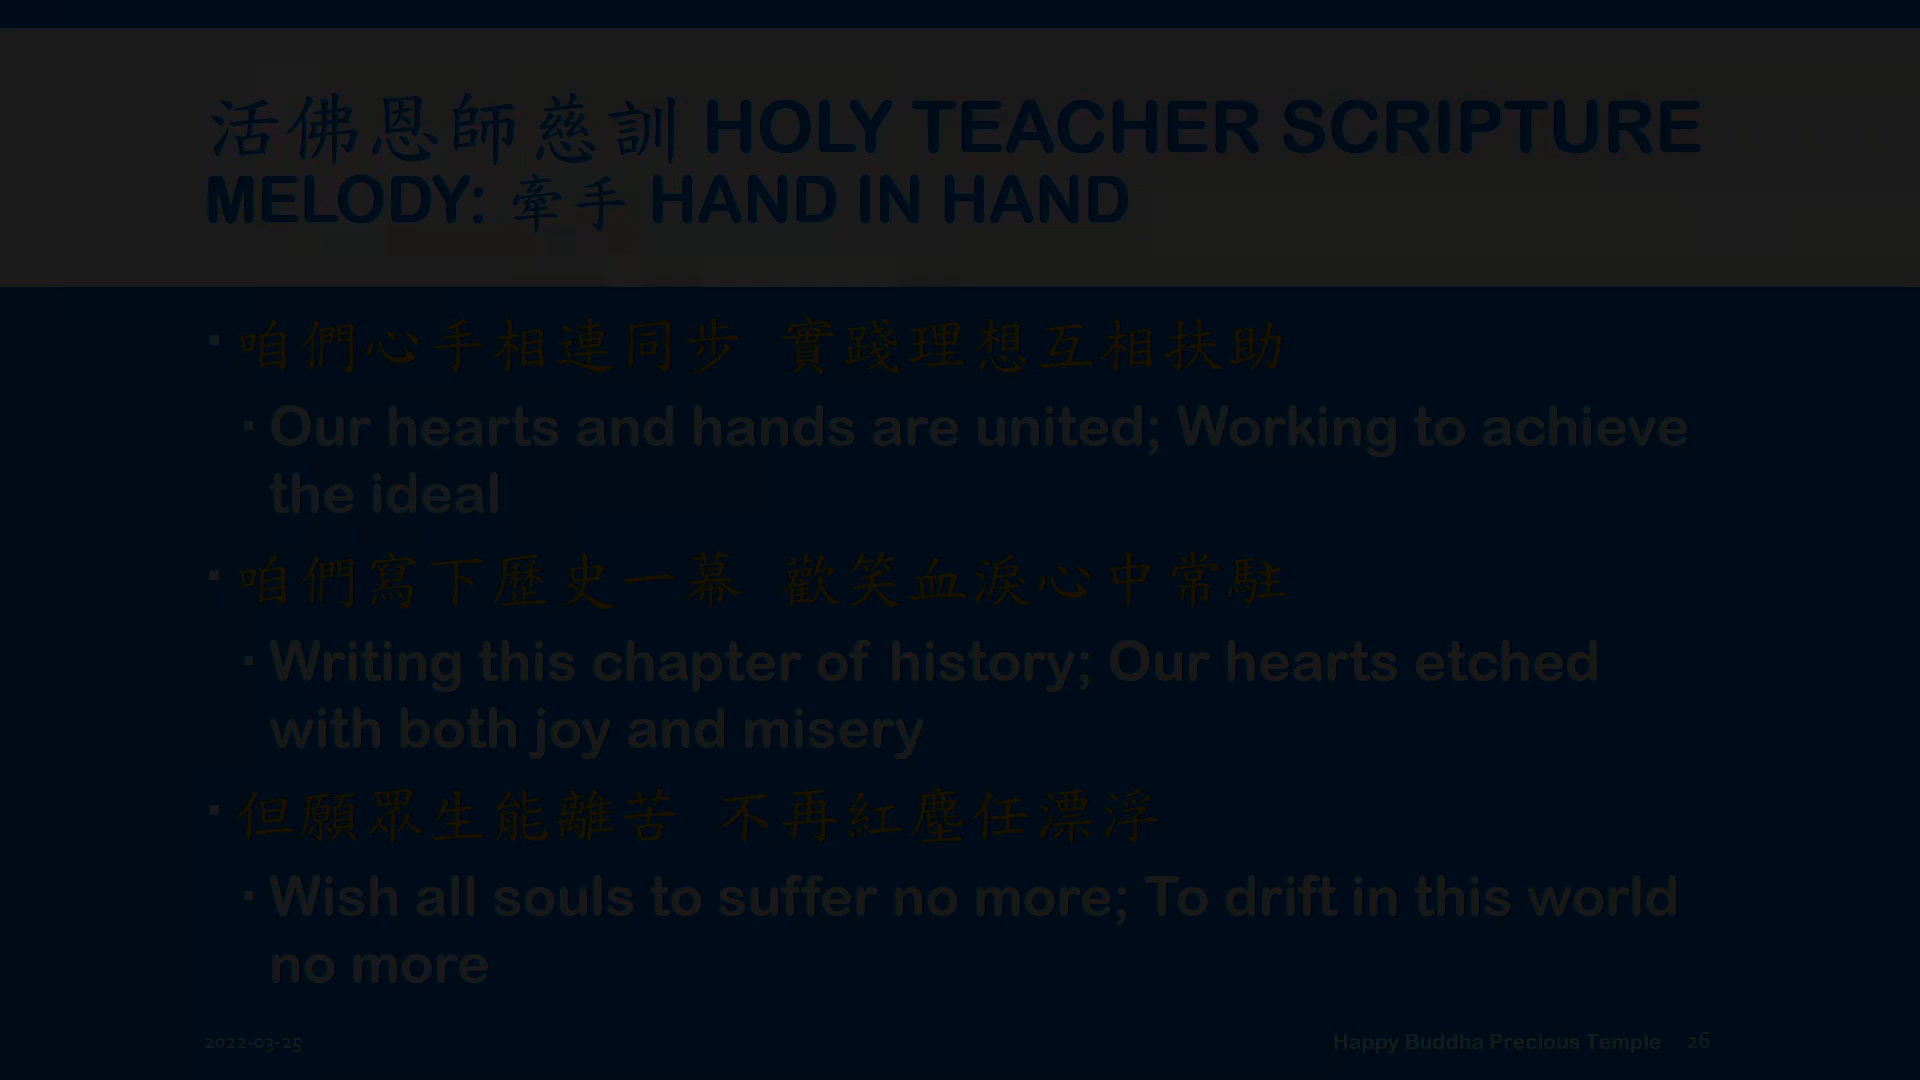 活佛恩師慈訓 HOLY TEACHER SCRIPTURE
MELODY: 牽手 HAND IN HAND
▪ 咱們心手相連同步 實踐理想互相扶助
▪ Our hearts and hands are united; Working to achieve
the ideal
▪ 咱們寫下歷史一幕 歡笑血淚心中常駐
▪ Writing this chapter of history; Our hearts etched
with both joy and misery
▪ 但願眾生能離苦 不再紅塵任漂浮
▪ Wish all souls to suffer no more; To drift in this world
no more
2022-03-25 Happy Buddha Precious Temple 26